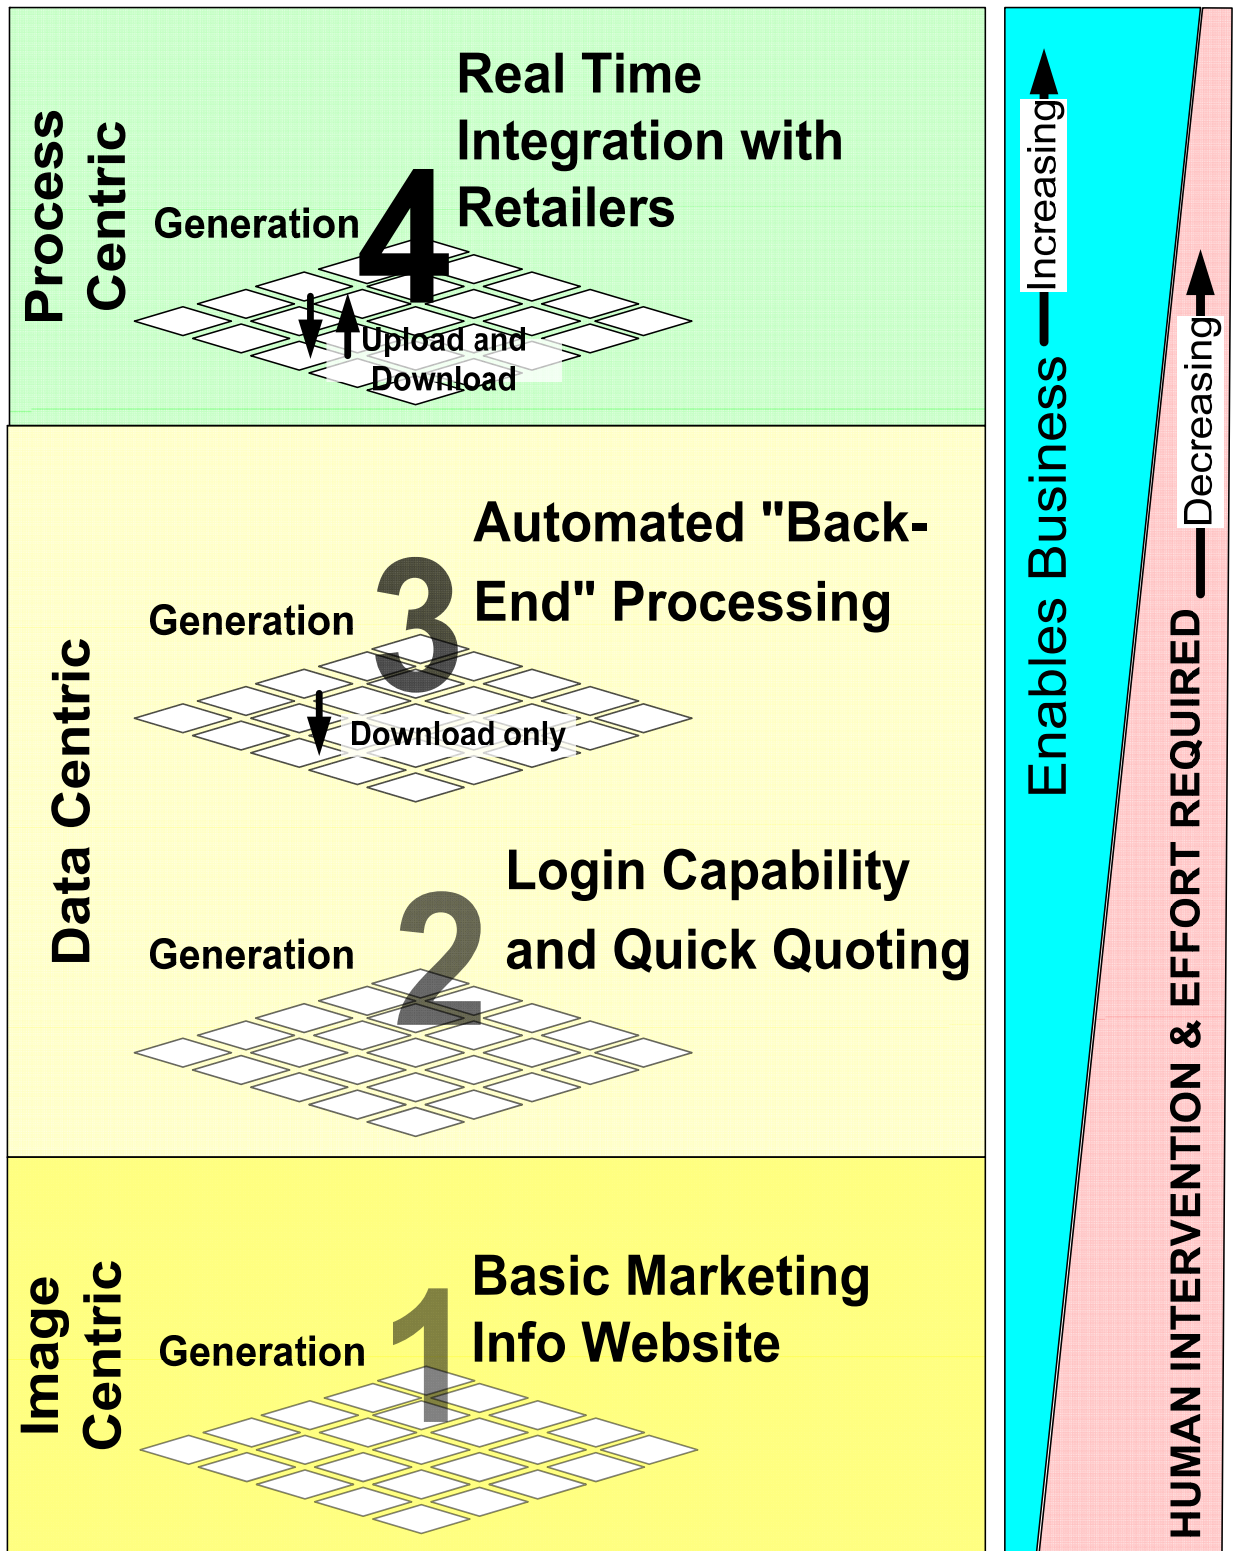 Process
Centric
Real Time
Integration with
Retailers
Generation
4
Upload and
Download
Data Centric
Automated "Back-
End" Processing
Generation
3
Download only
Login Capability
and Quick Quoting
Generation
2
Image
Centric
Basic Marketing
Info Website
Generation
1
Enables Business
Increasing
HUMAN INTERVENTION & EFFORT REQUIRED
Decreasing